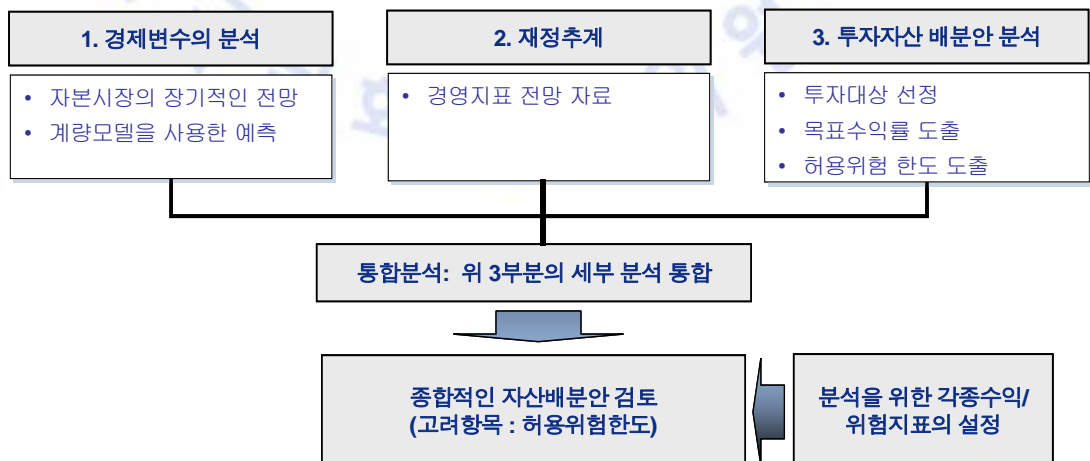 1. 경제변수의 분석
• 자본시장의 장기적인 전망
• 계량모델을 사용한 예측
2. 재정추계
• 경영지표 전망 자료
3. 투자자산 배분안 분석
• 투자대상 선정
• 목표수익률 도출
• 허용위험 한도 도출
통합분석: 위 3부분의 세부 분석 통합
종합적인 자산배분안 검토
(고려항목 : 허용위험한도)
분석을 위한 각종수익/
위험지표의 설정